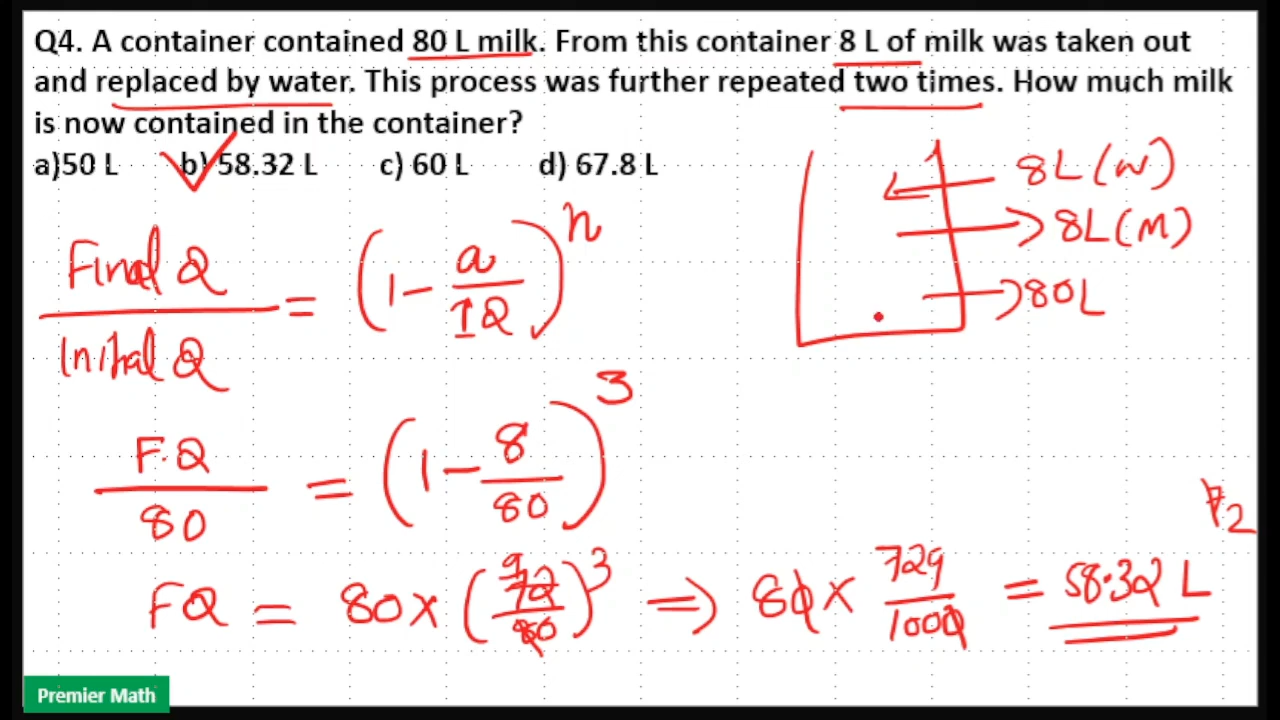 Q4. A container contained 80 L milk. From this container 8 L of milk was taken out
and replaced by water. This process was further repeated two times. How much milk
is now contained in the container?
a)50 L b) 58.32 L c) 60 L d) 67.8 L
8L (W)
8L (M)
80L
Final Q / Initial Q = (1 - a/IQ)^n
F.Q / 80 = (1 - 8/80)^3
FQ = 80 × (72/80)^3 ⇒ 80 × 729/1000 = 58.32 L
9
72
Premier Math